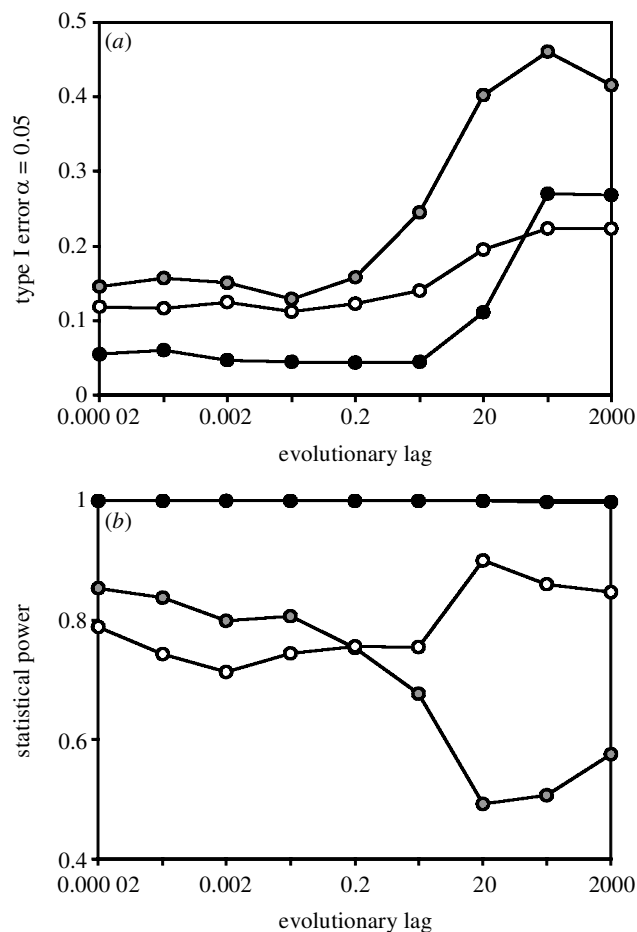 (a)
0.5
0.4
0.3
0.2
0.1
0
type I error α = 0.05
0.000 02 0.002 0.2 20 2000
evolutionary lag
(b)
1
0.8
0.6
0.4
statistical power
0.000 02 0.002 0.2 20 2000
evolutionary lag